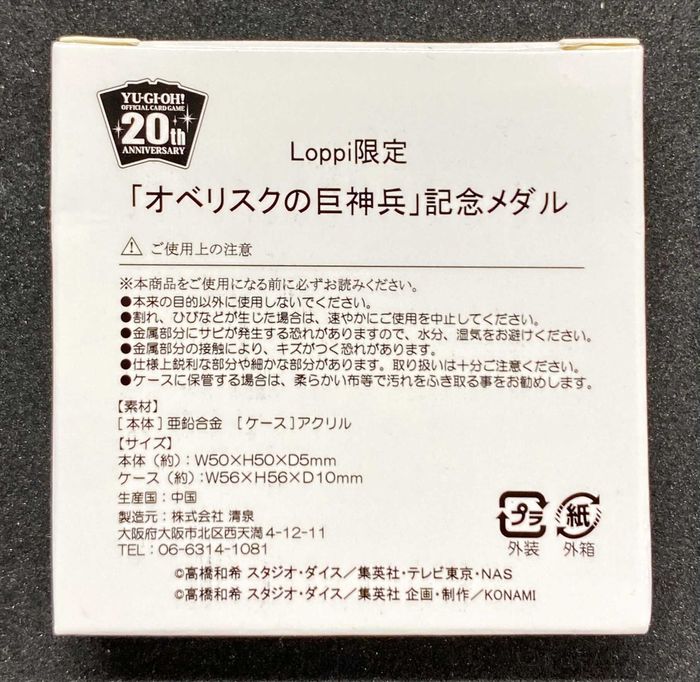 YU-GI-OH!
OFFICIAL CARD GAME
20th
ANNIVERSARY
Loppi限定
「オベリスクの巨神兵」記念メダル
ご使用上の注意
※本商品をご使用になる前に必ずお読みください。
●本来の目的以外に使用しないでください。
●割れ、ひびなどが生じた場合は、速やかにご使用を中止してください。
●金属部分にサビが発生する恐れがありますので、水分、湿気をお避けください。
●金属部分の接触により、キズがつく恐れがあります。
●仕様上鋭利な部分や細かな部分があります。取り扱いは十分ご注意ください。
●ケースに保管する場合は、柔らかい布等で汚れをふき取る事をお勧めします。
【素材】
[本体]亜鉛合金 [ケース]アクリル
【サイズ】
本体（約）：W50×H50×D5mm
ケース（約）：W56×H56×D10mm
生産国：中国
製造元：株式会社 清泉
大阪府大阪市北区西天満4-12-11
TEL：06-6314-1081
プラ 紙
外装 外箱
©高橋和希 スタジオ・ダイス／集英社・テレビ東京・NAS
©高橋和希 スタジオ・ダイス／集英社 企画・制作／KONAMI